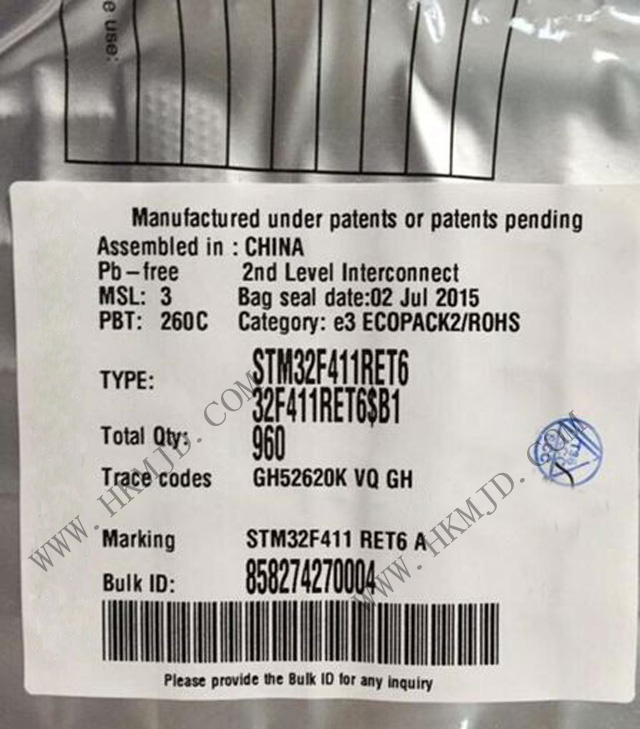 e use:
Manufactured under patents or patents pending
Assembled in : CHINA
Pb-free 2nd Level Interconnect
MSL: 3 Bag seal date:02 Jul 2015
PBT: 260C Category: e3 ECOPACK2/ROHS
TYPE: STM32F411RET6
32F411RET6$B1
Total Qty: 960
Trace codes GH52620K VQ GH
Marking STM32F411 RET6 A
Bulk ID: 858274270004
Please provide the Bulk ID for any inquiry
WWW.HKMJD.COM
WWW.HKMJD.COM